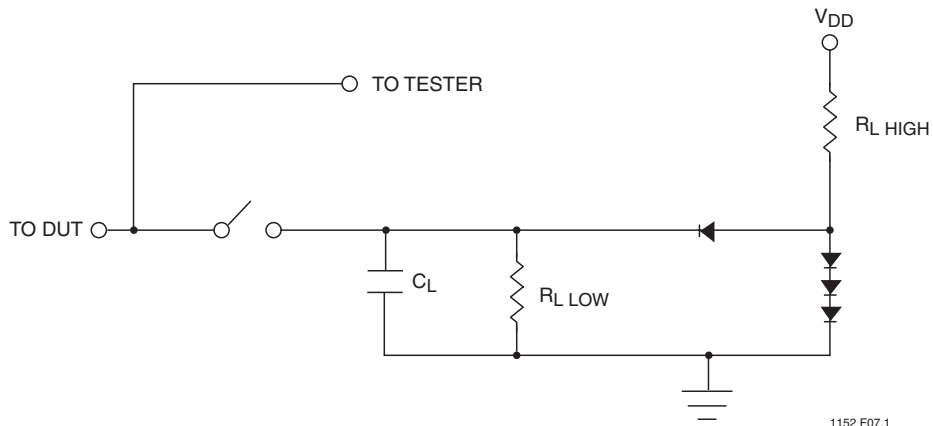 VDD
TO TESTER
RL HIGH
TO DUT
CL
RL LOW
1152 F07.1